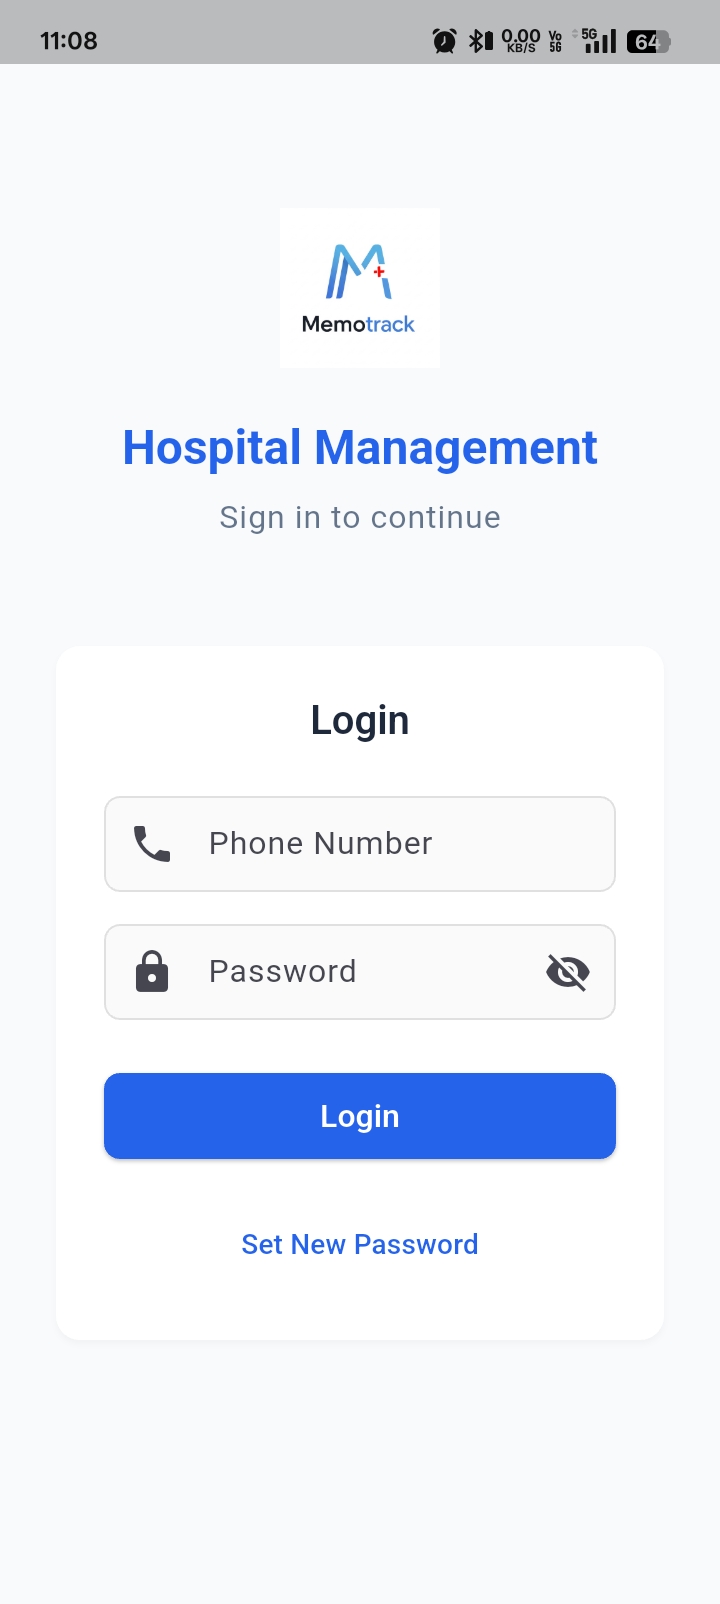 11:08
0.00
KB/S
Vo
5G
5G
64
Memotrack
Hospital Management
Sign in to continue
Login
Phone Number
Password
Login
Set New Password